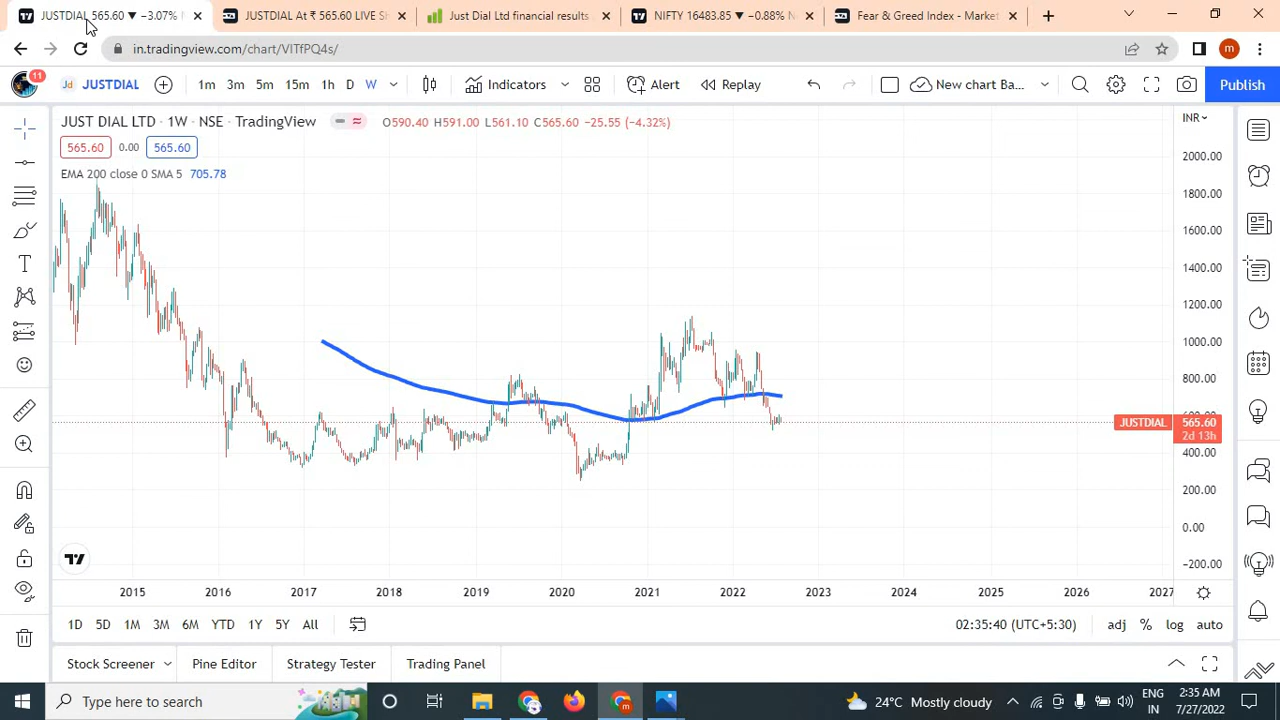 JUSTDIAL 565.60 ▼ −3.07%
JUSTDIAL At ₹ 565.60 LIVE
Just Dial Ltd financial results
NIFTY 16483.85 ▼ −0.88%
Fear & Greed Index - Market
in.tradingview.com/chart/VITfPQ4s/
m
11
Jd JUSTDIAL 1m 3m 5m 15m 1h D W Indicators Alert Replay New chart Ba... Publish
JUST DIAL LTD · 1W · NSE · TradingView O590.40 H591.00 L561.10 C565.60 −25.55 (−4.32%)
565.60 0.00 565.60
EMA 200 close 0 SMA 5 705.78
INR
2000.00
1800.00
1600.00
1400.00
1200.00
1000.00
800.00
600.00
JUSTDIAL 565.60
2d 13h
400.00
200.00
0.00
−200.00
2015 2016 2017 2018 2019 2020 2021 2022 2023 2024 2025 2026 2027
1D 5D 1M 3M 6M YTD 1Y 5Y All 02:35:40 (UTC+5:30) adj % log auto
Stock Screener Pine Editor Strategy Tester Trading Panel
Type here to search
24°C Mostly cloudy
ENG
IN
2:35 AM
7/27/2022